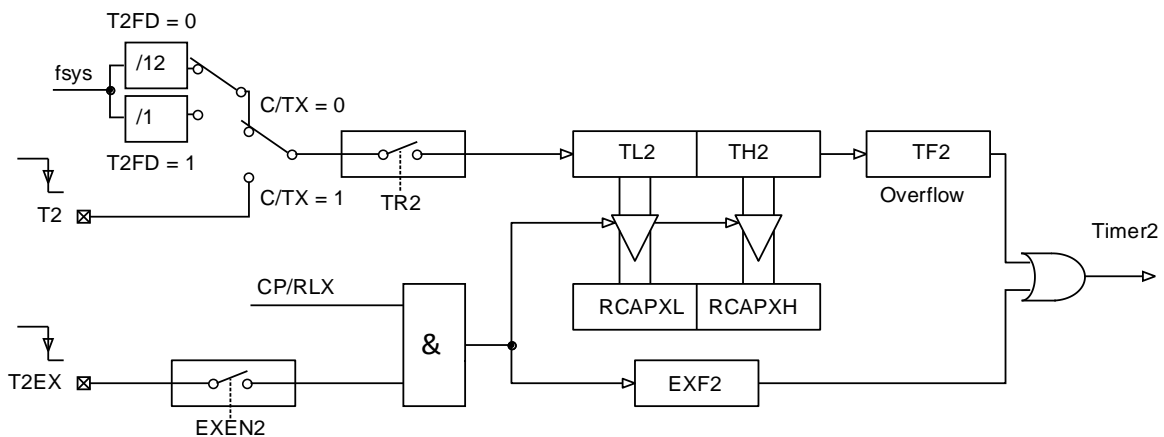 T2FD = 0
/12
fsys
C/TX = 0
/1
T2FD = 1
TL2
TH2
TF2
Overflow
C/TX = 1
TR2
T2
Timer2
CP/RLX
RCAPXL
RCAPXH
&
T2EX
EXF2
EXEN2